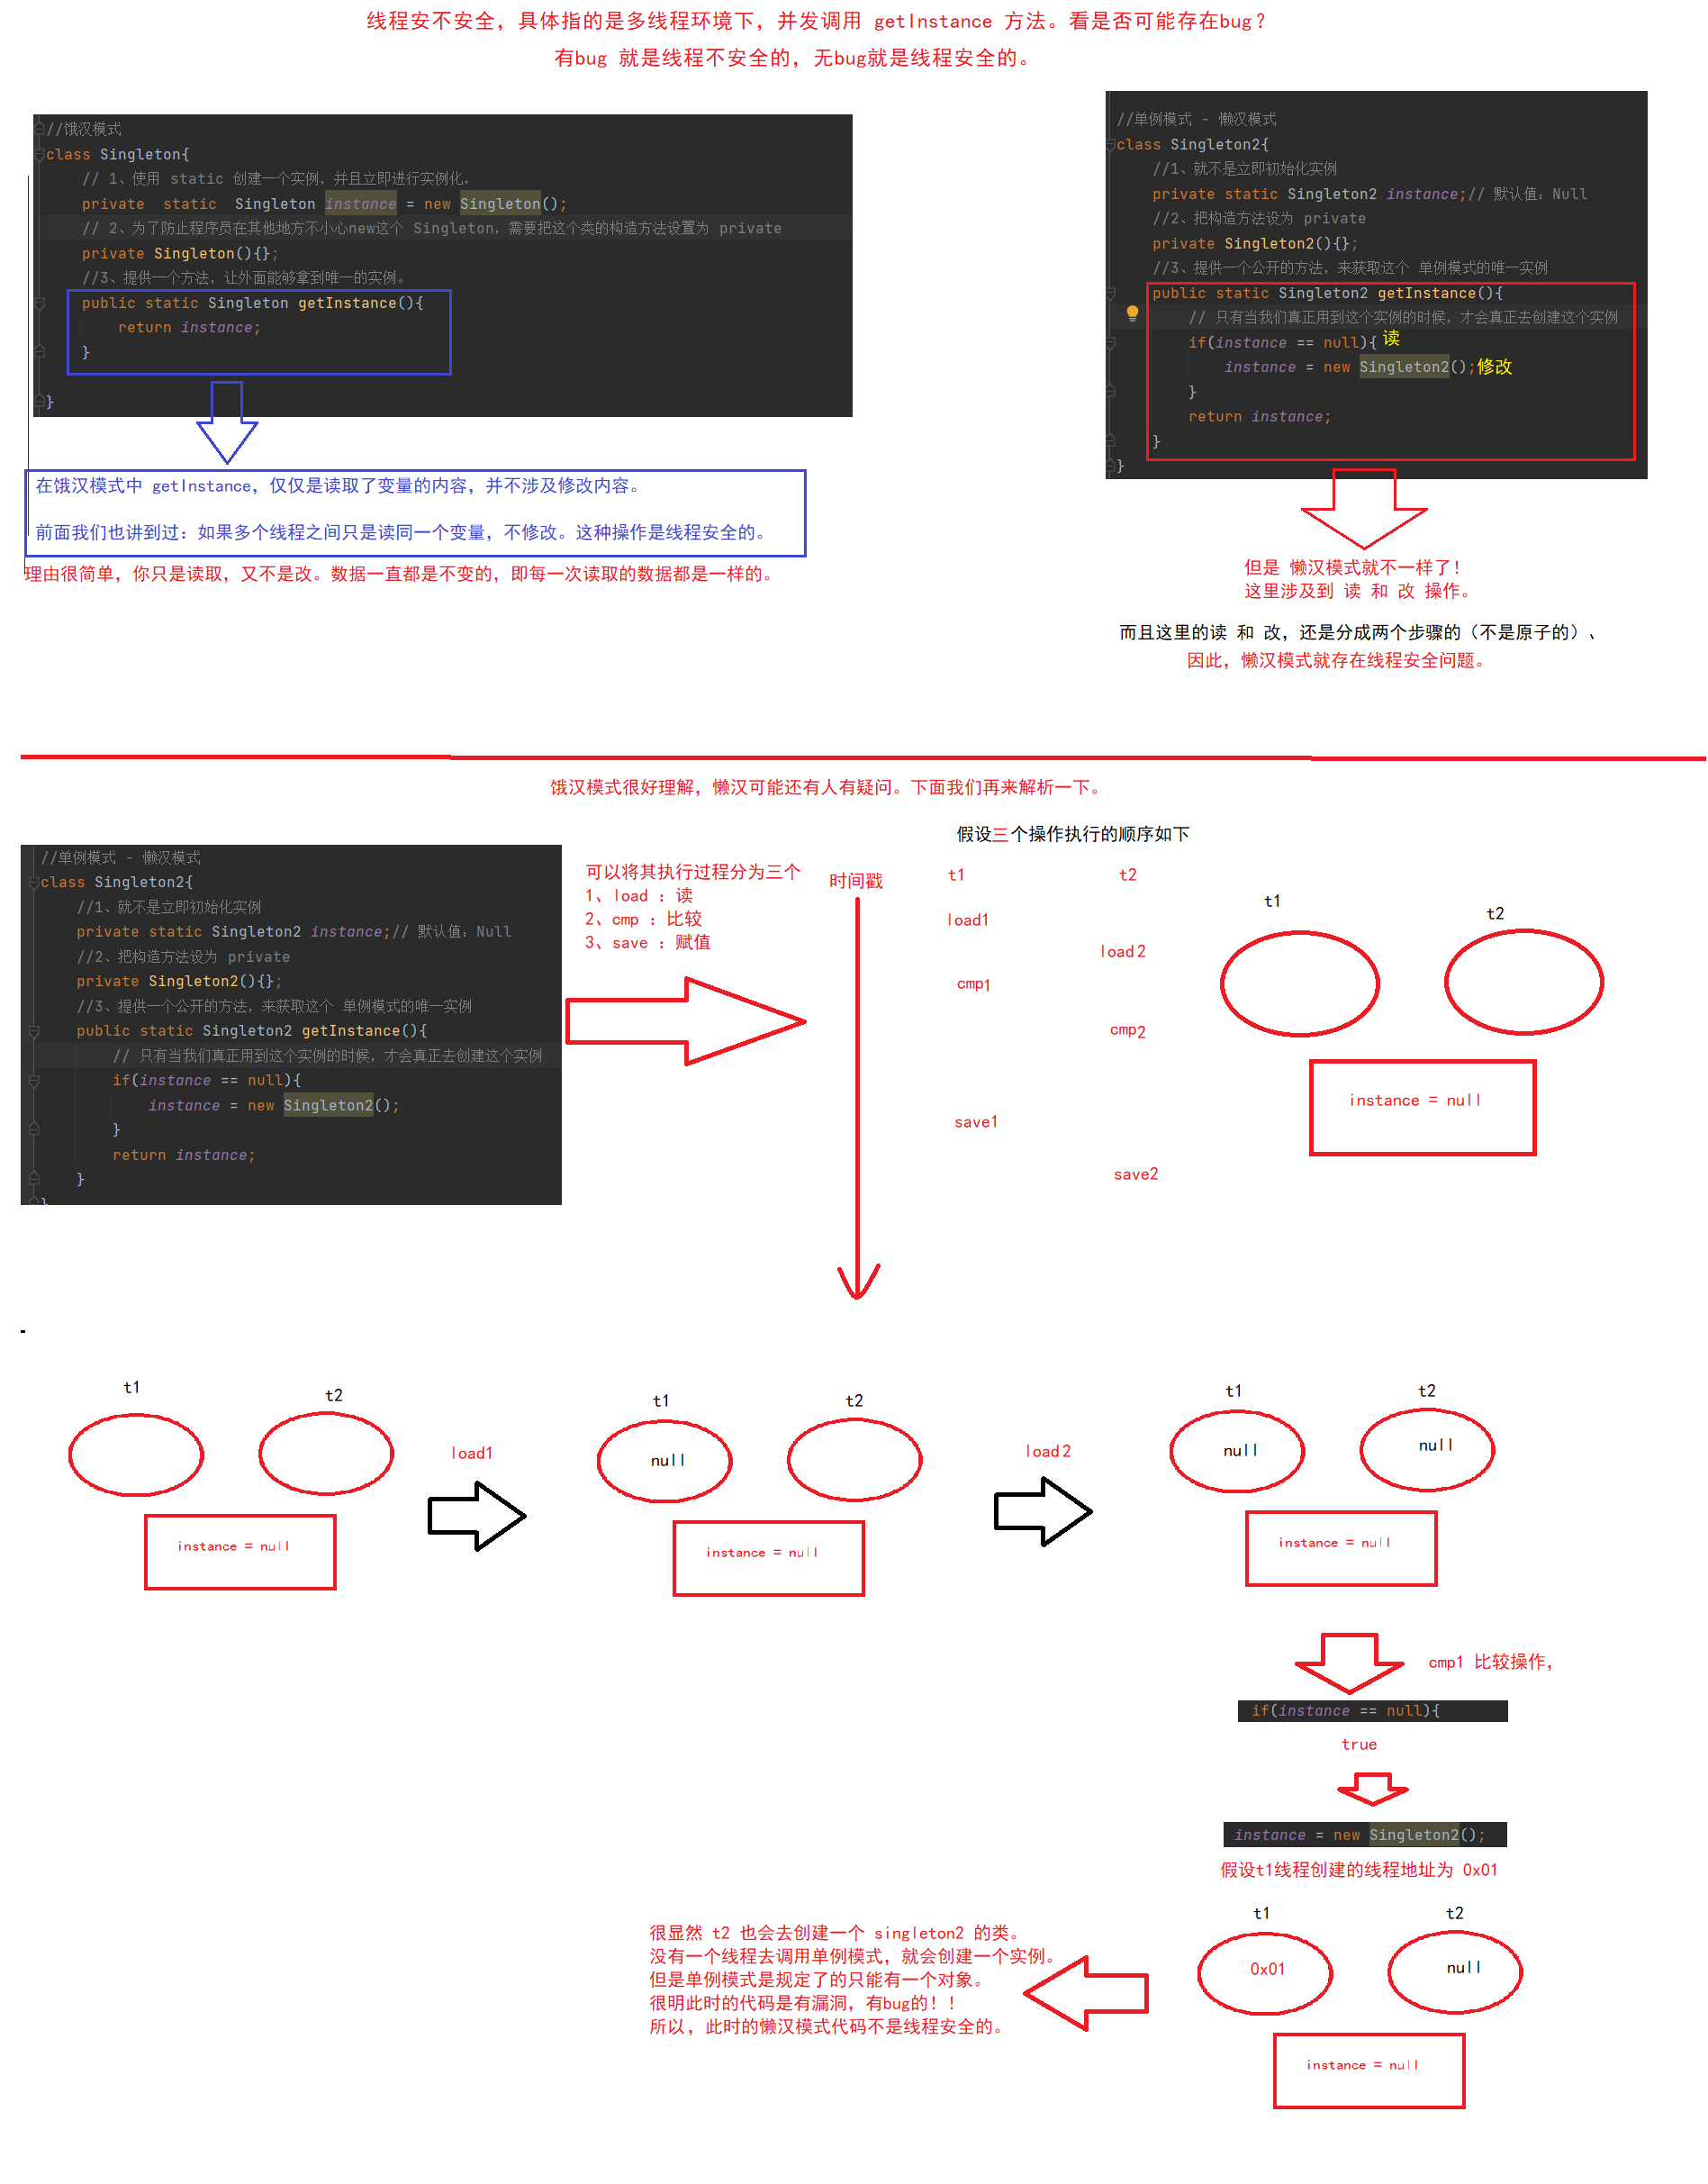 线程安不安全，具体指的是多线程环境下，并发调用 getInstance 方法。看是否可能存在bug？
有bug 就是线程不安全的，无bug就是线程安全的。
//饿汉模式
class Singleton{
// 1、使用 static 创建一个实例，并且立即进行实例化，
private static Singleton instance = new Singleton();
// 2、为了防止程序员在其他地方不小心new这个 Singleton，需要把这个类的构造方法设置为 private
private Singleton(){};
//3、提供一个方法，让外面能够拿到唯一的实例。
public static Singleton getInstance(){
return instance;
}
}
在饿汉模式中 getInstance，仅仅是读取了变量的内容，并不涉及修改内容。
前面我们也讲到过：如果多个线程之间只是读同一个变量，不修改。这种操作是线程安全的。
理由很简单，你只是读取，又不是改。数据一直都是不变的，即每一次读取的数据都是一样的。
//单例模式 - 懒汉模式
class Singleton2{
//1、就不是立即初始化实例
private static Singleton2 instance;// 默认值：Null
//2、把构造方法设为 private
private Singleton2(){};
//3、提供一个公开的方法，来获取这个 单例模式的唯一实例
public static Singleton2 getInstance(){
// 只有当我们真正用到这个实例的时候，才会真正去创建这个实例
if(instance == null){ 读
instance = new Singleton2();修改
}
return instance;
}
}
但是 懒汉模式就不一样了！
这里涉及到 读 和 改 操作。
而且这里的读 和 改，还是分成两个步骤的（不是原子的）、
因此，懒汉模式就存在线程安全问题。
饿汉模式很好理解，懒汉可能还有人有疑问。下面我们再来解析一下。
//单例模式 - 懒汉模式
class Singleton2{
//1、就不是立即初始化实例
private static Singleton2 instance;// 默认值：Null
//2、把构造方法设为 private
private Singleton2(){};
//3、提供一个公开的方法，来获取这个 单例模式的唯一实例
public static Singleton2 getInstance(){
// 只有当我们真正用到这个实例的时候，才会真正去创建这个实例
if(instance == null){
instance = new Singleton2();
}
return instance;
}
}
可以将其执行过程分为三个
1、load ：读
2、cmp ：比较
3、save ：赋值
时间戳
假设三个操作执行的顺序如下
t1 t2
load1
load2
cmp1
cmp2
save1
save2
t1
t2
instance = null
t1
t2
instance = null
load1
t1
t2
null
instance = null
load2
t1
t2
null
null
instance = null
cmp1 比较操作，
if(instance == null){
true
instance = new Singleton2();
假设t1线程创建的线程地址为 0x01
t1
t2
0x01
null
instance = null
很显然 t2 也会去创建一个 singleton2 的类。
没有一个线程去调用单例模式，就会创建一个实例。
但是单例模式是规定了的只能有一个对象。
很明此时的代码是有漏洞，有bug的！！
所以，此时的懒汉模式代码不是线程安全的。